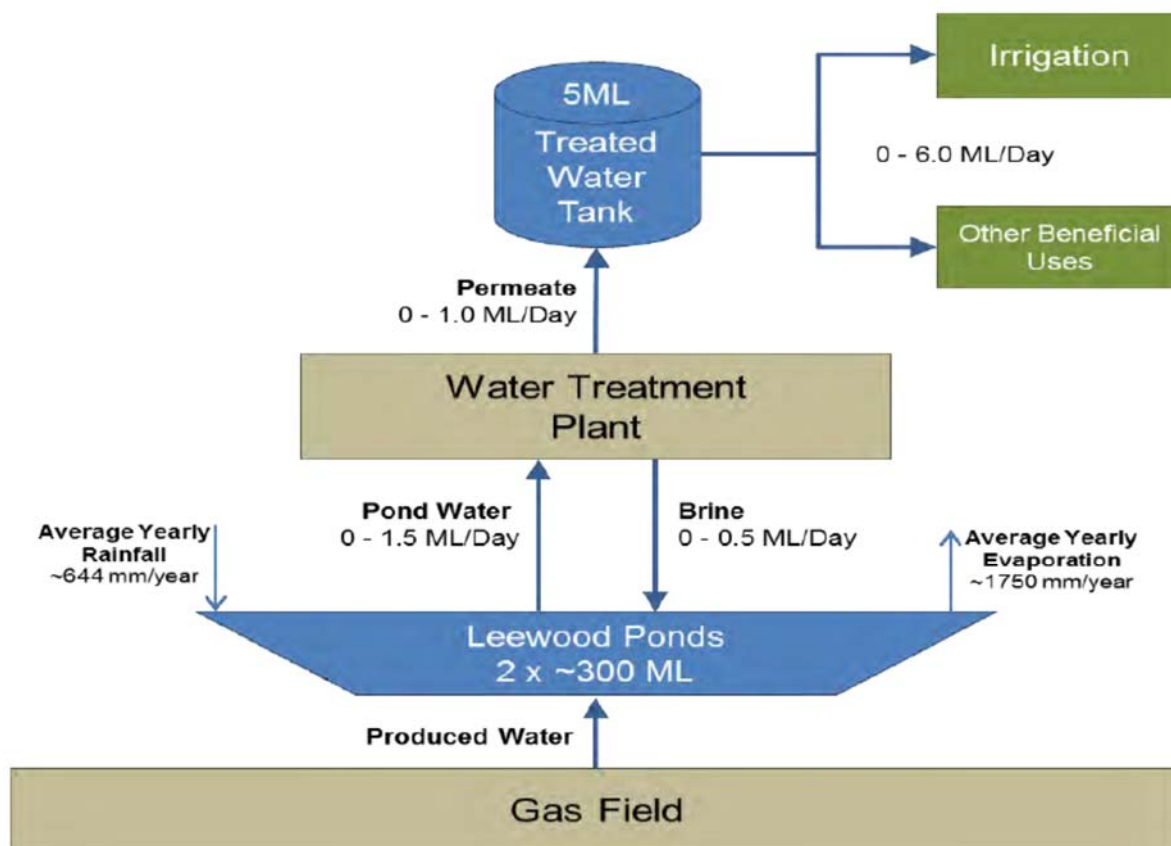 5ML
Treated
Water
Tank
Irrigation
0 - 6.0 ML/Day
Other Beneficial
Uses
Permeate
0 - 1.0 ML/Day
Water Treatment
Plant
Average Yearly
Rainfall
~644 mm/year
Pond Water
0 - 1.5 ML/Day
Brine
0 - 0.5 ML/Day
Average Yearly
Evaporation
~1750 mm/year
Leewood Ponds
2 x ~300 ML
Produced Water
Gas Field